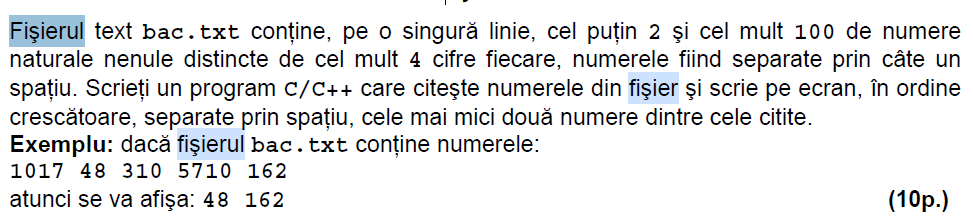 Fişierul text bac.txt conţine, pe o singură linie, cel puţin 2 şi cel mult 100 de numere
naturale nenule distincte de cel mult 4 cifre fiecare, numerele fiind separate prin câte un
spaţiu. Scrieţi un program C/C++ care citeşte numerele din fişier şi scrie pe ecran, în ordine
crescătoare, separate prin spaţiu, cele mai mici două numere dintre cele citite.
Exemplu: dacă fişierul bac.txt conţine numerele:
1017 48 310 5710 162
atunci se va afişa: 48 162 (10p.)